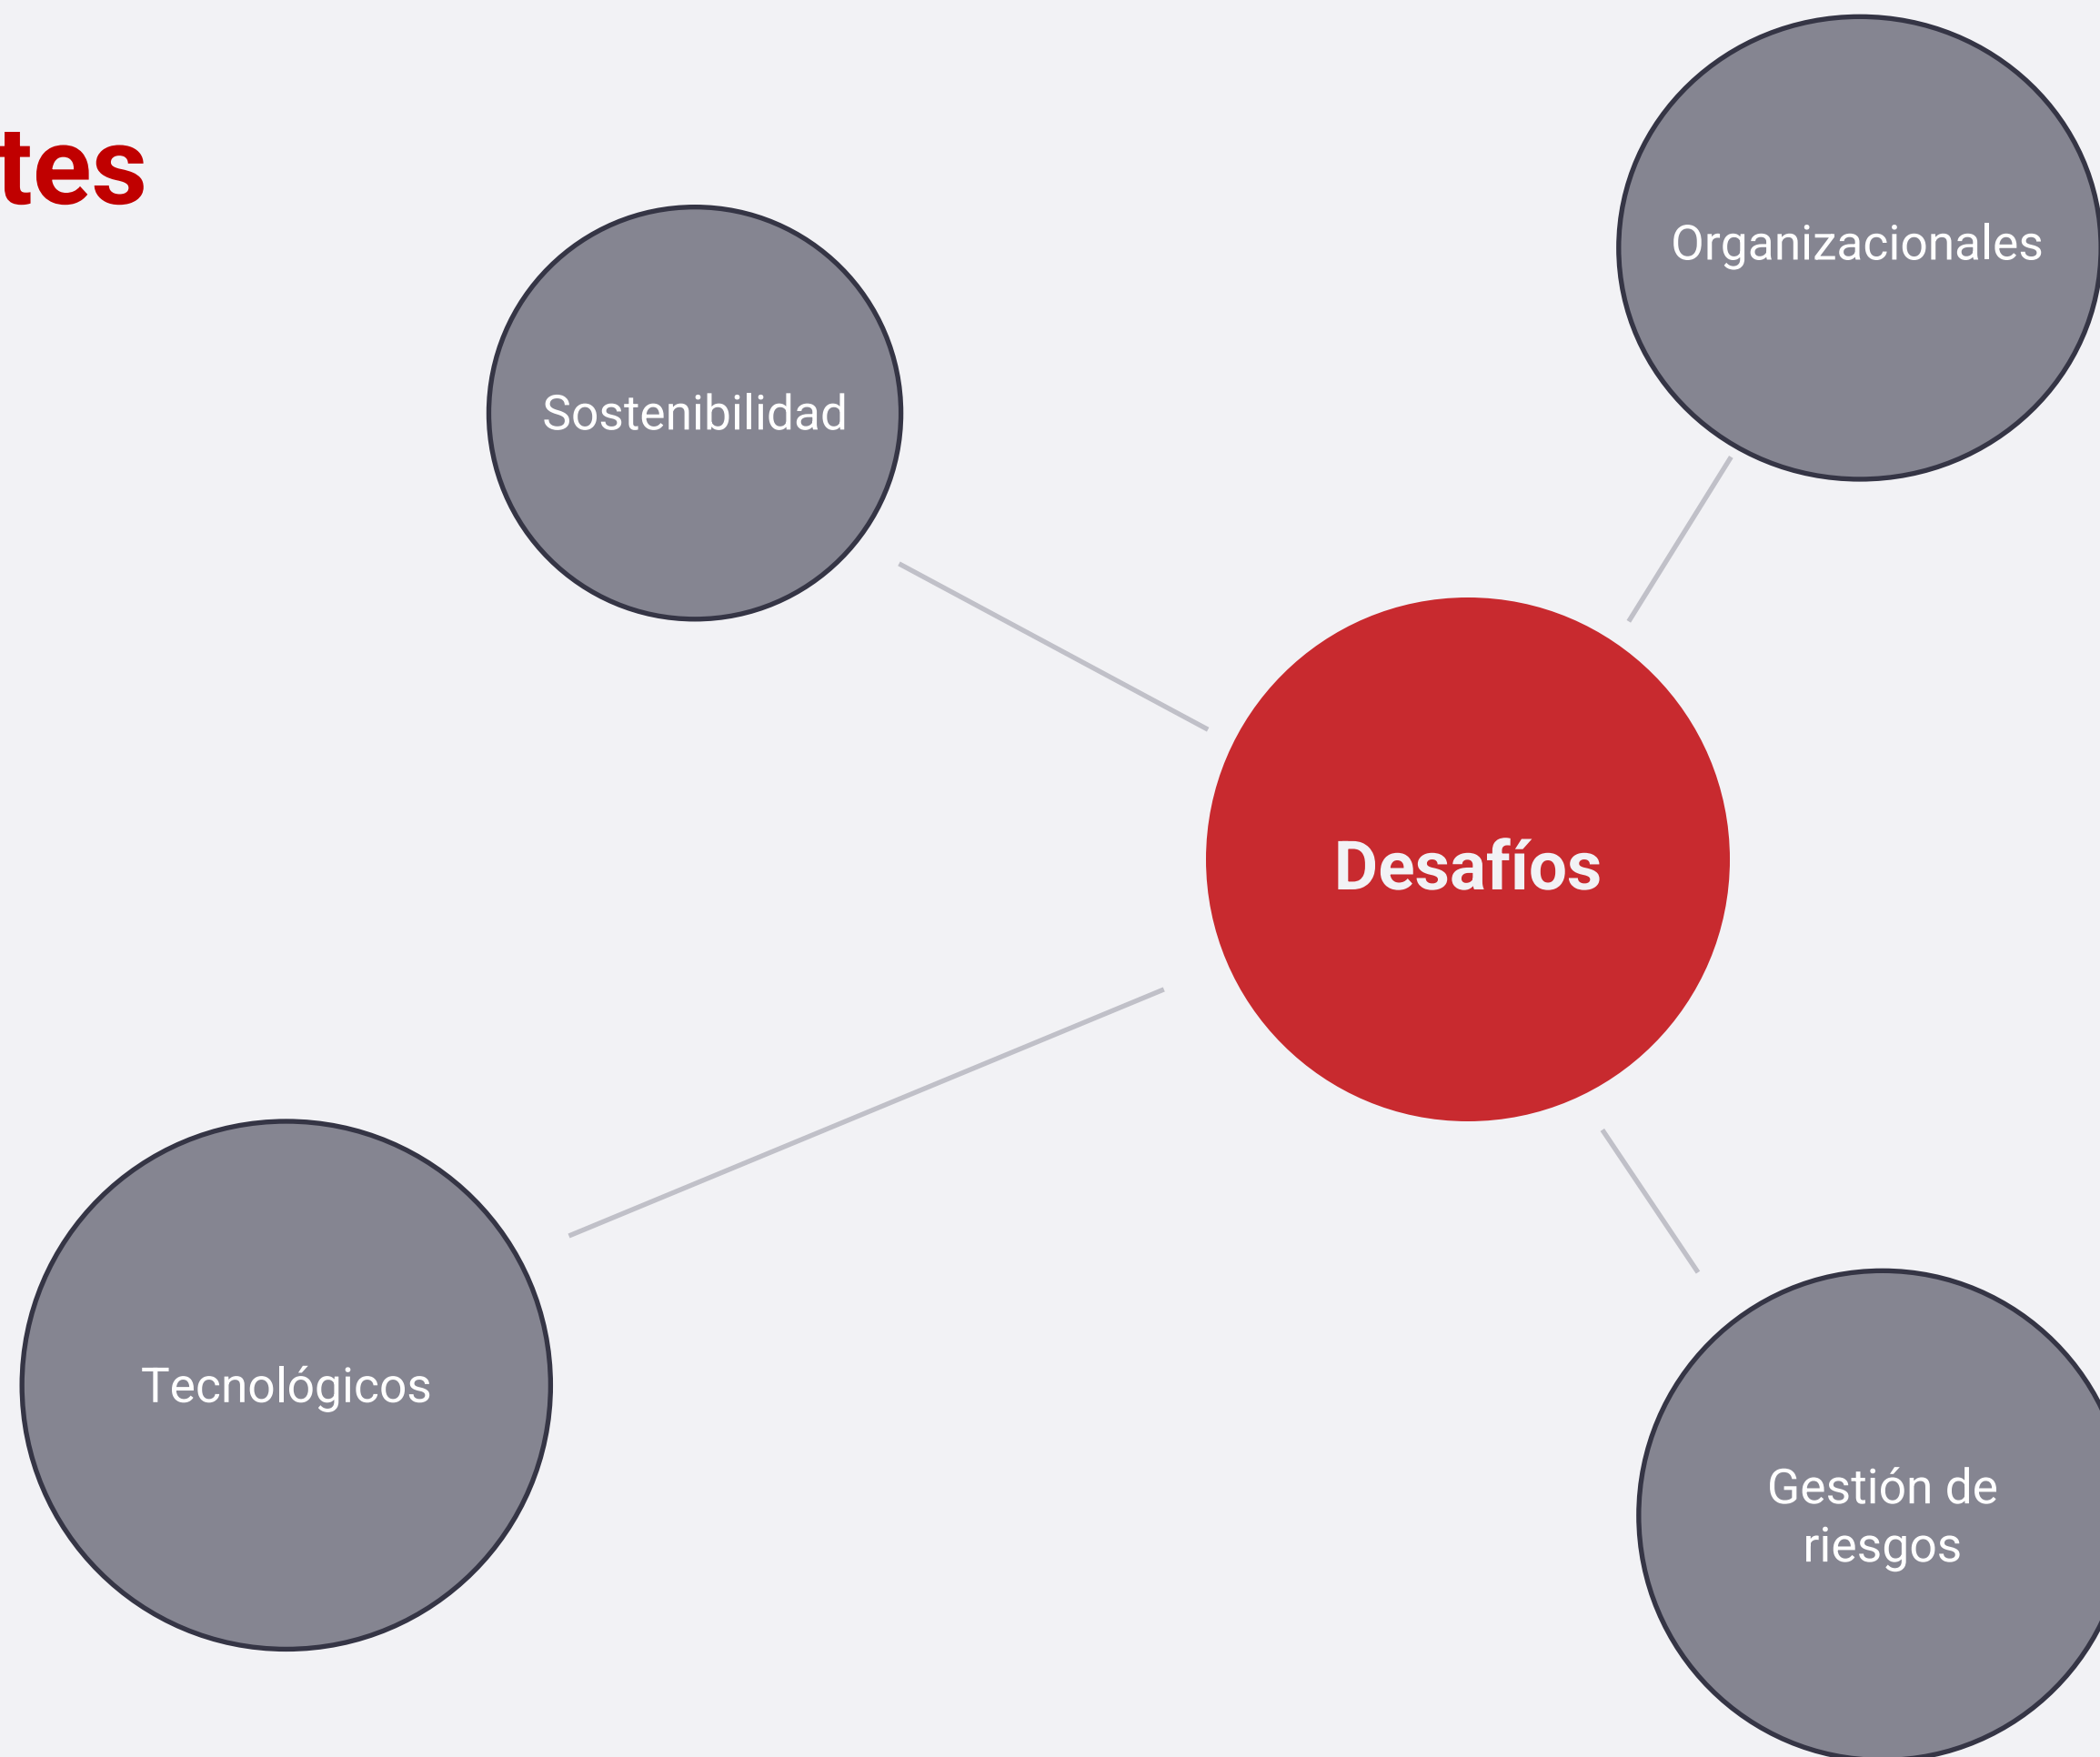 tes
Organizacionales
Sostenibilidad
Desafíos
Tecnológicos
Gestión de
riesgos